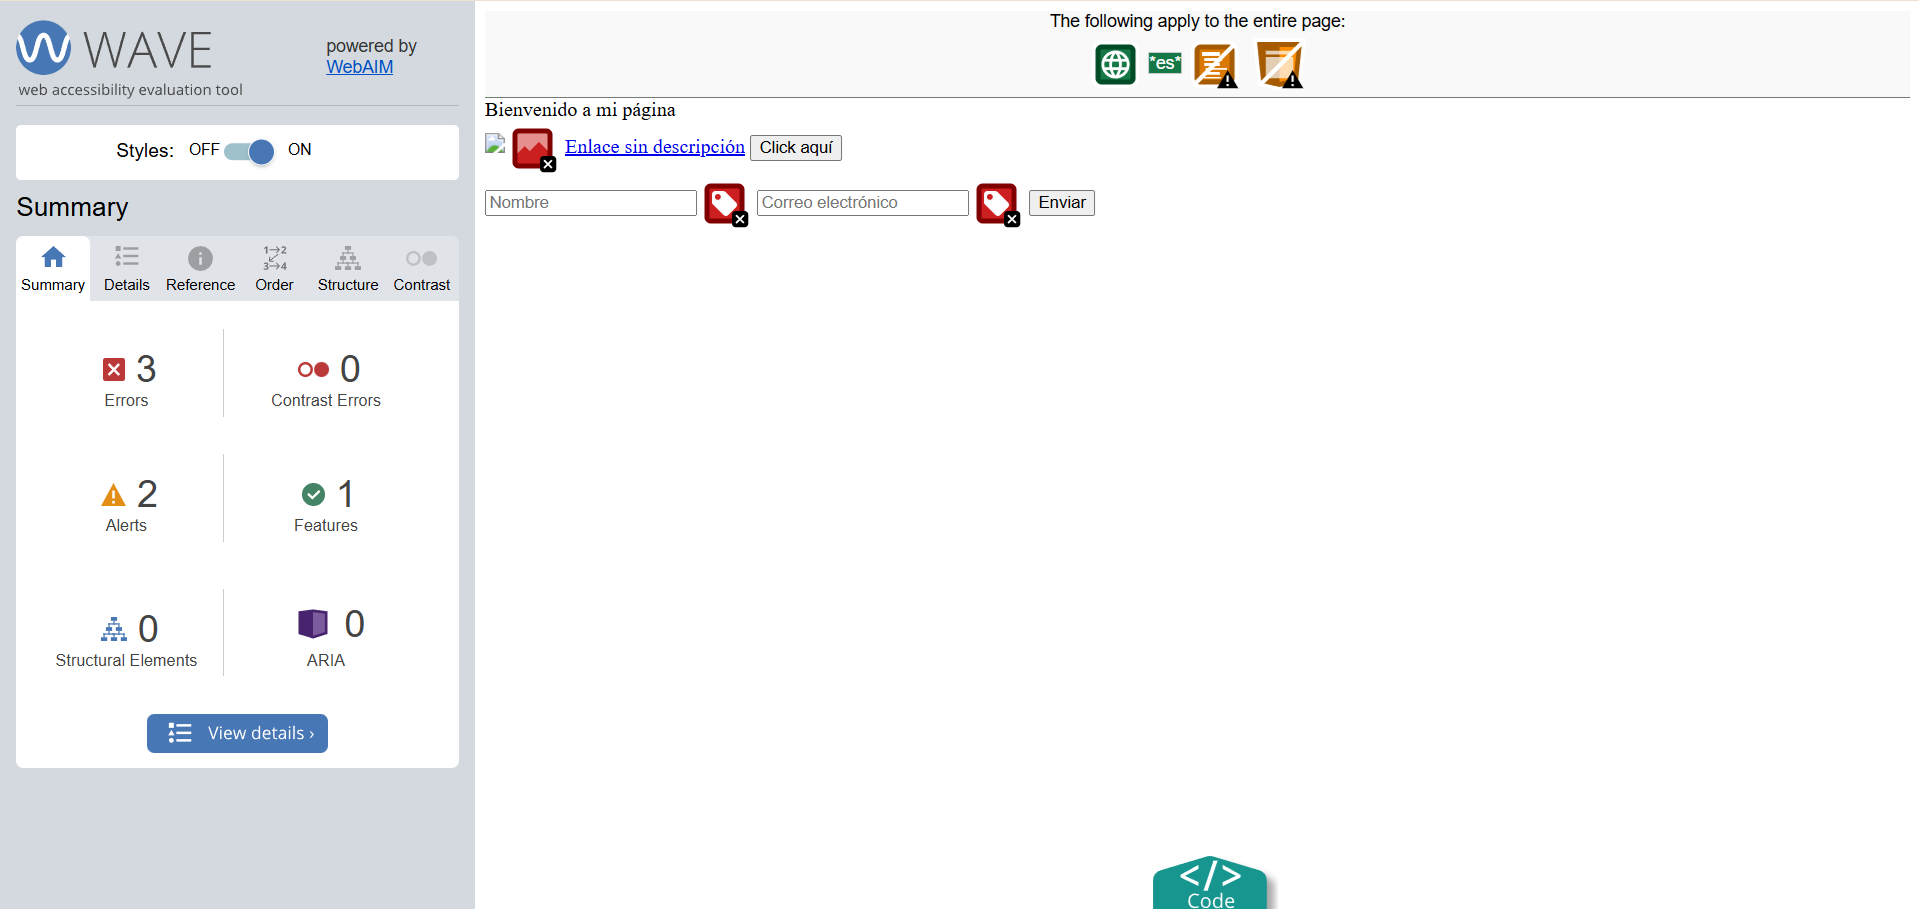 WAVE
web accessibility evaluation tool
powered by
WebAIM
Styles: OFF ON
Summary
Summary Details Reference Order Structure Contrast
3
Errors
0
Contrast Errors
2
Alerts
1
Features
0
Structural Elements
0
ARIA
View details ›
The following apply to the entire page:
*es*
Bienvenido a mi página
Enlace sin descripción Click aquí
Nombre Correo electrónico Enviar
</> Code